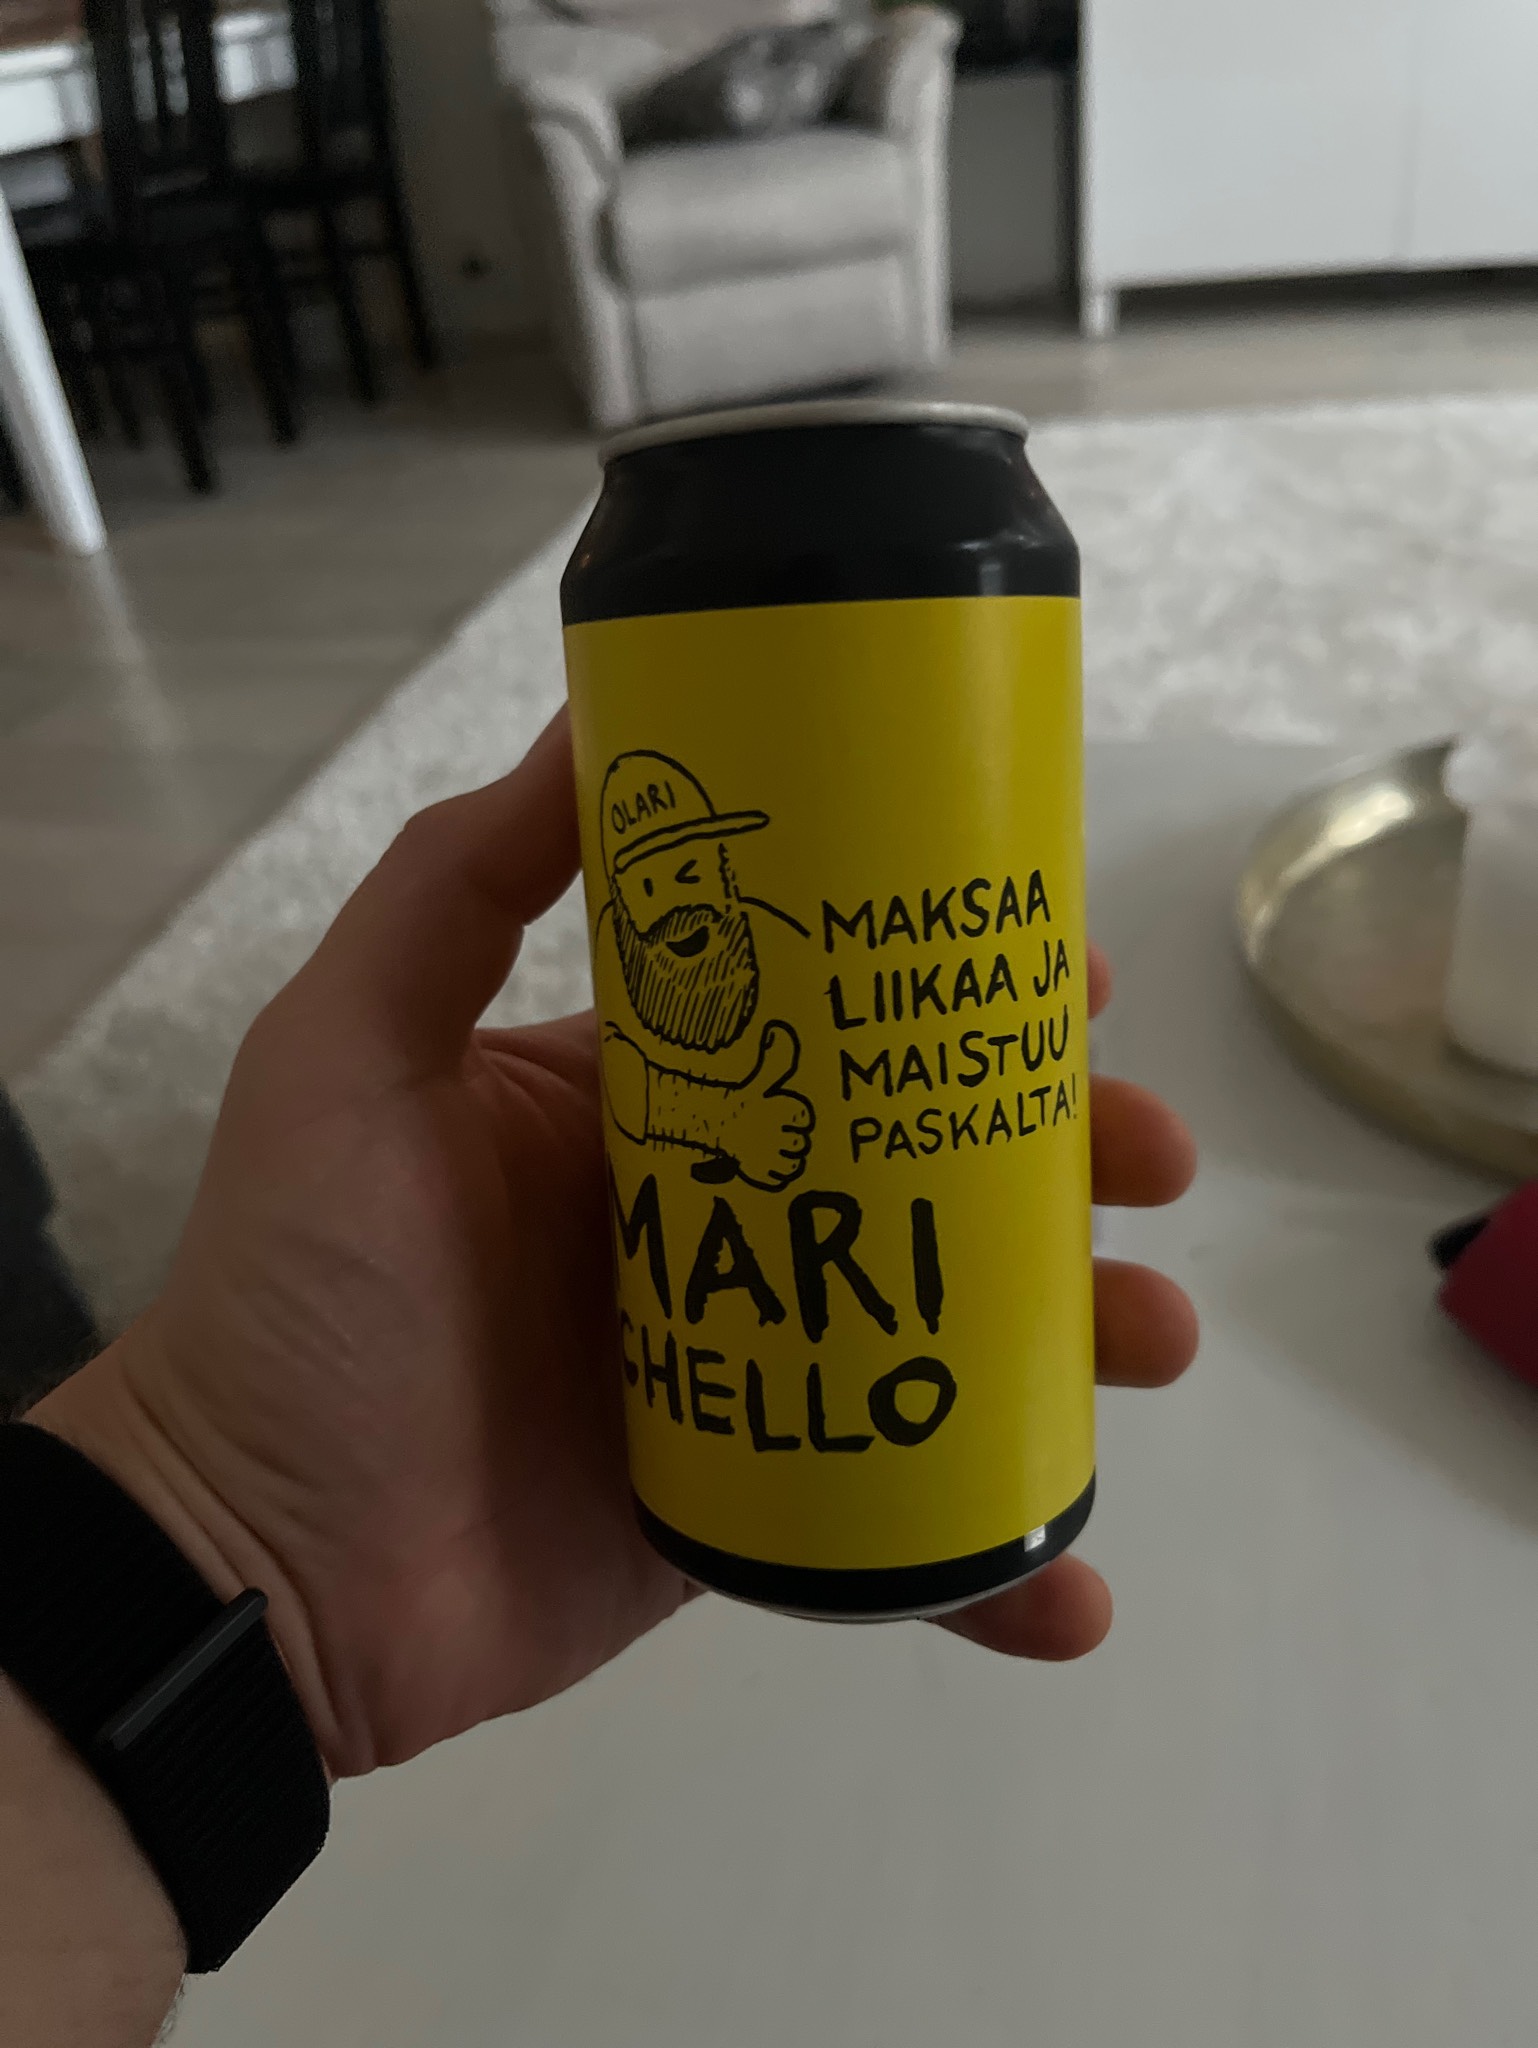 OLARI
MAKSAA
LIIKAA JA
MAISTUU
PASKALTA!
MARI
CHELLO